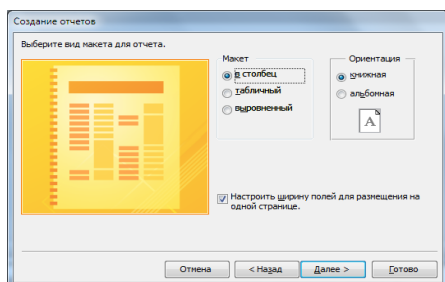 Создание отчетов
Выберите вид макета для отчета.
Макет
в столбец
табличный
выровненный
Ориентация
книжная
альбомная
A
Настроить ширину полей для размещения на
одной странице.
Отмена
< Назад
Далее >
Готово